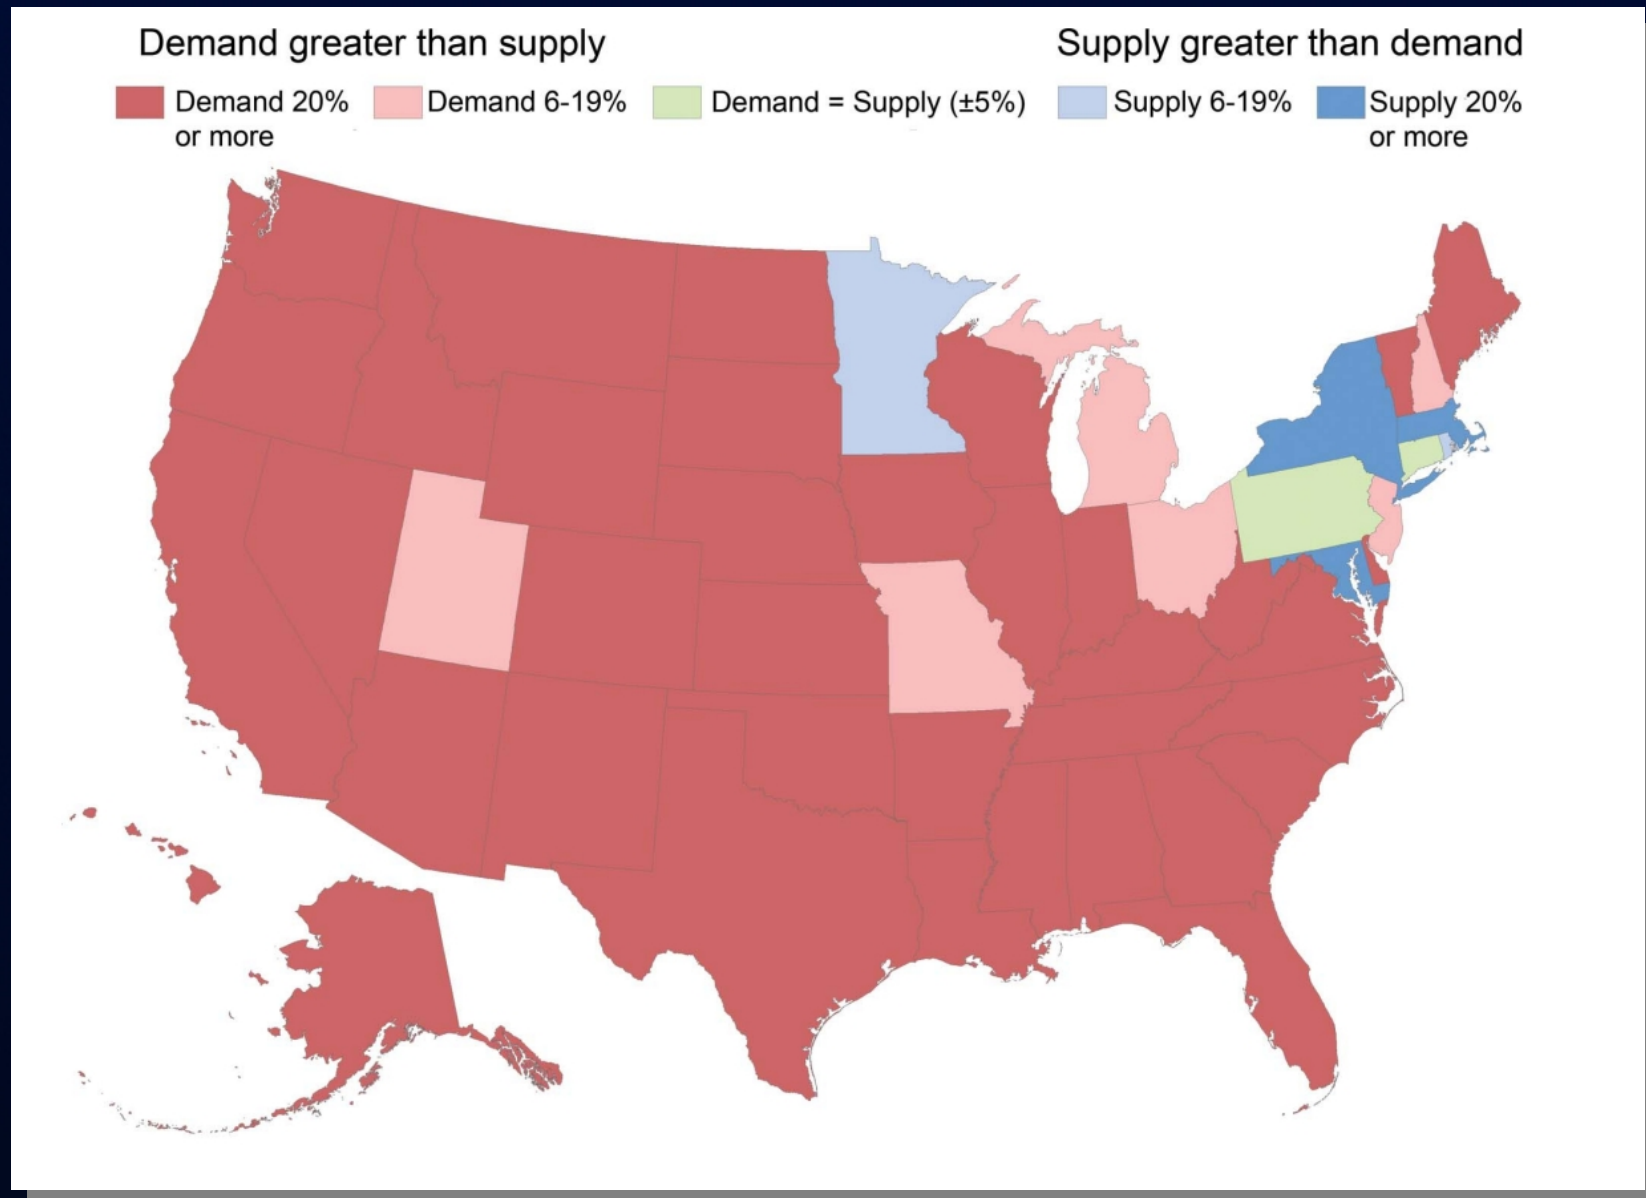 Demand greater than supply
Supply greater than demand
Demand 20%
or more
Demand 6-19%
Demand = Supply (±5%)
Supply 6-19%
Supply 20%
or more